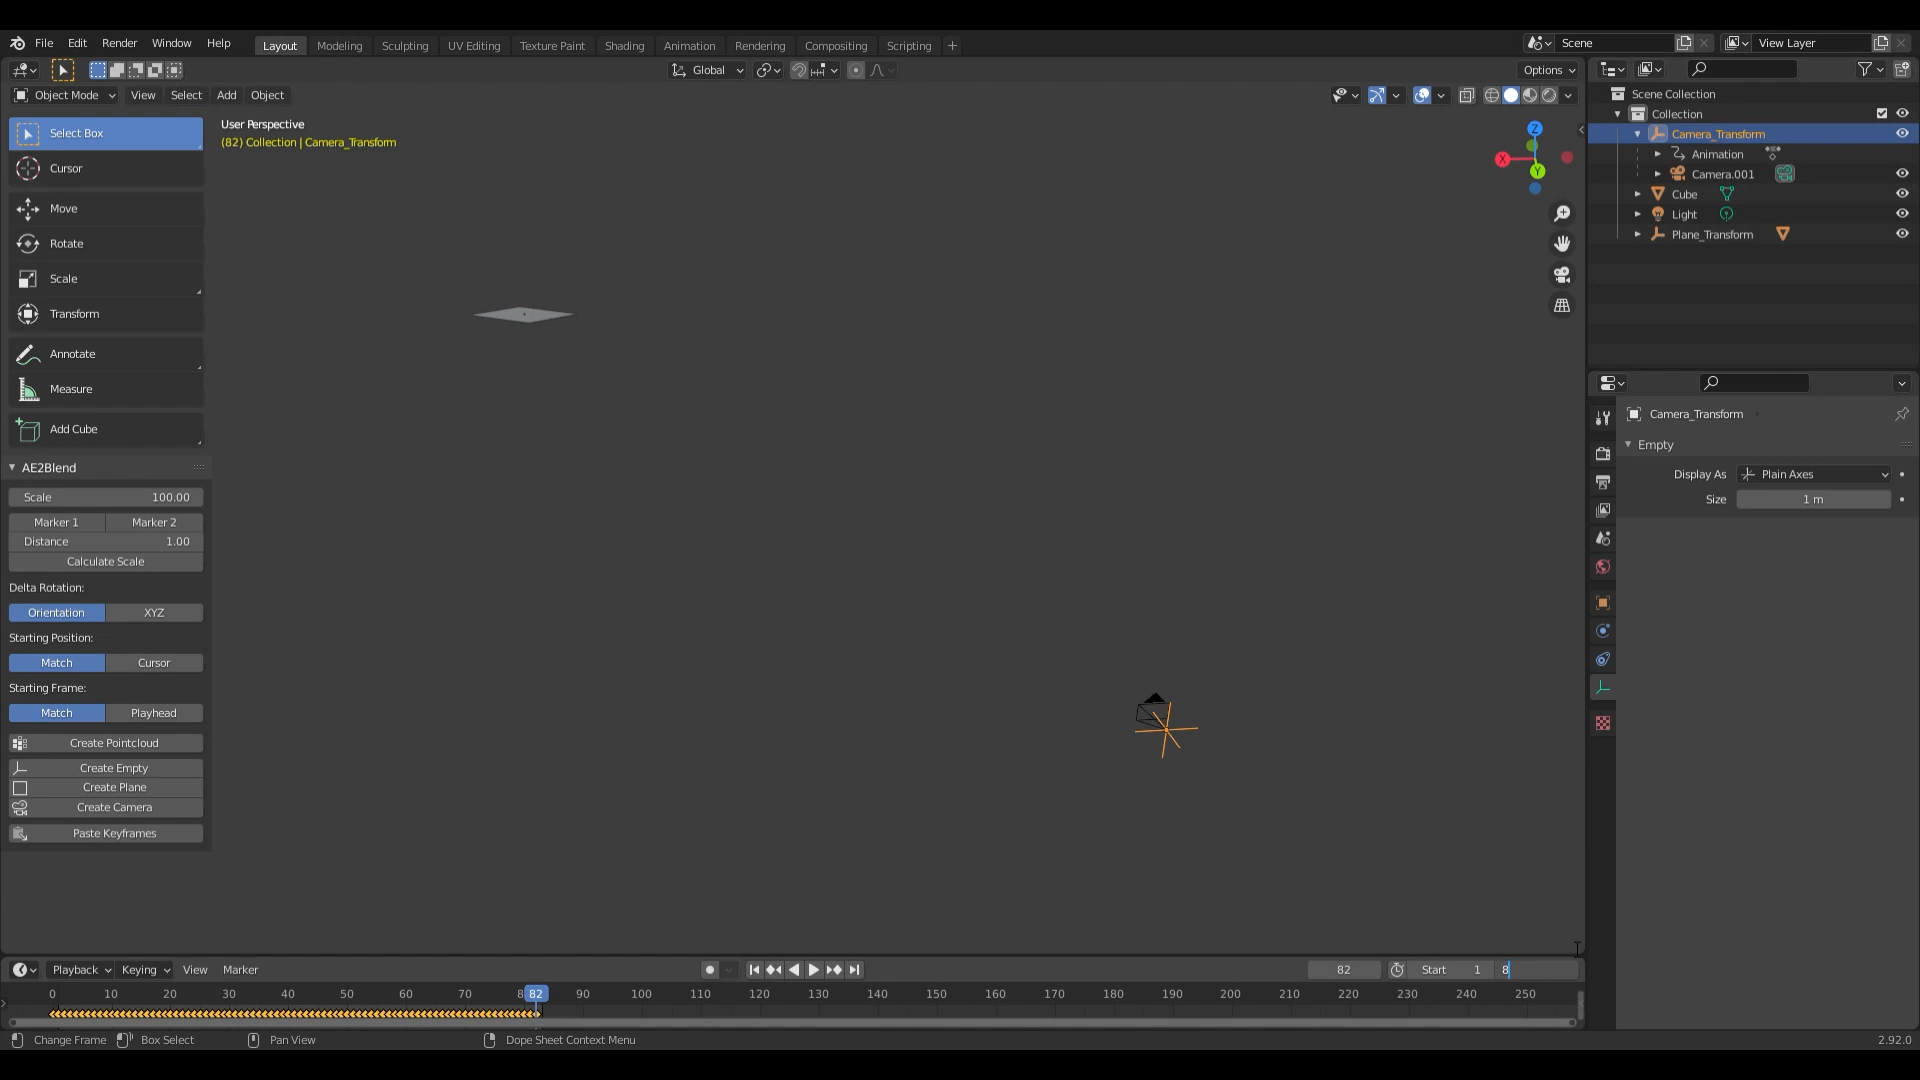 File Edit Render Window Help Layout Modeling Sculpting UV Editing Texture Paint Shading Animation Rendering Compositing Scripting + Scene View Layer
Global Options
Object Mode View Select Add Object
Scene Collection
Collection
Camera_Transform
Animation
Camera.001
Cube
Light
Plane_Transform
User Perspective
(82) Collection | Camera_Transform
Z
X
Y
Select Box
Cursor
Move
Rotate
Scale
Transform
Annotate
Measure
Add Cube
AE2Blend
Scale 100.00
Marker 1 Marker 2
Distance 1.00
Calculate Scale
Delta Rotation:
Orientation XYZ
Starting Position:
Match Cursor
Starting Frame:
Match Playhead
Create Pointcloud
Create Empty
Create Plane
Create Camera
Paste Keyframes
Camera_Transform
Empty
Display As Plain Axes
Size 1 m
Playback Keying View Marker 82 Start 1 8
0 10 20 30 40 50 60 70 8 82 90 100 110 120 130 140 150 160 170 180 190 200 210 220 230 240 250
Change Frame Box Select Pan View Dope Sheet Context Menu 2.92.0